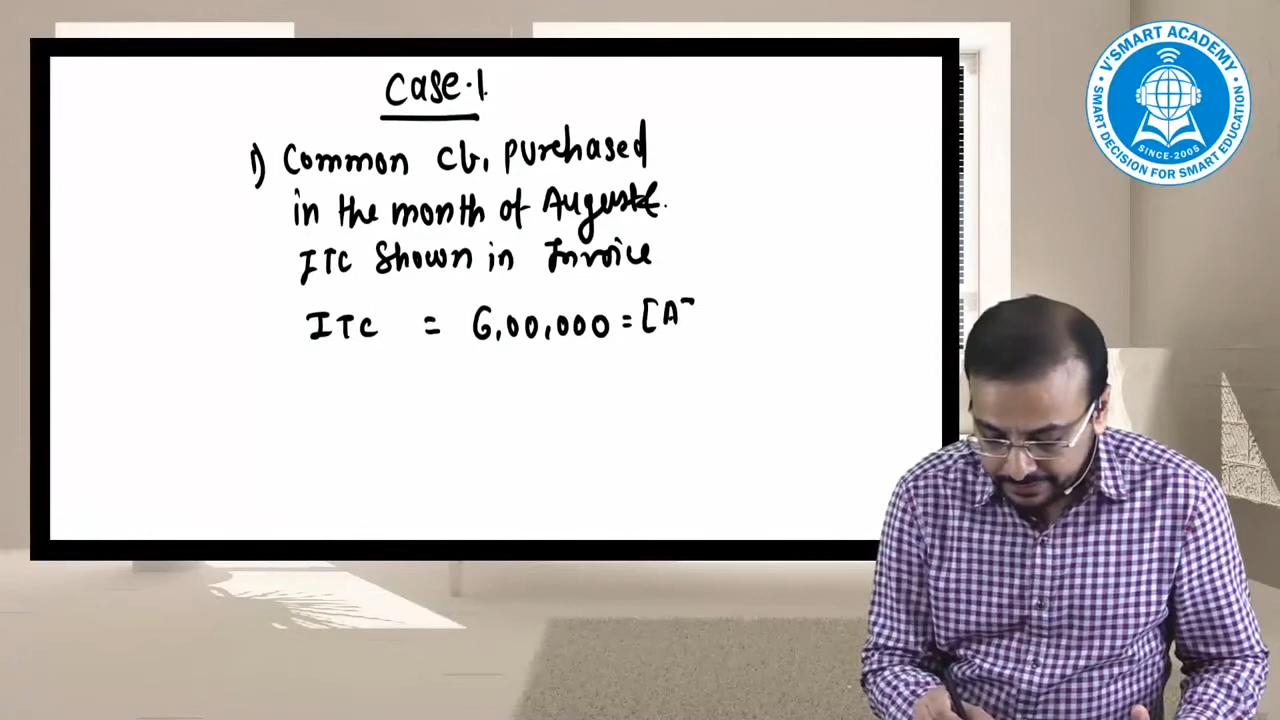 Case.1
1) Common CG, purchased
in the month of August.
ITC Shown in Invoice
ITC = 6,00,000 = [A
V'SMART ACADEMY
SINCE-2005
SMART DECISION FOR SMART EDUCATION